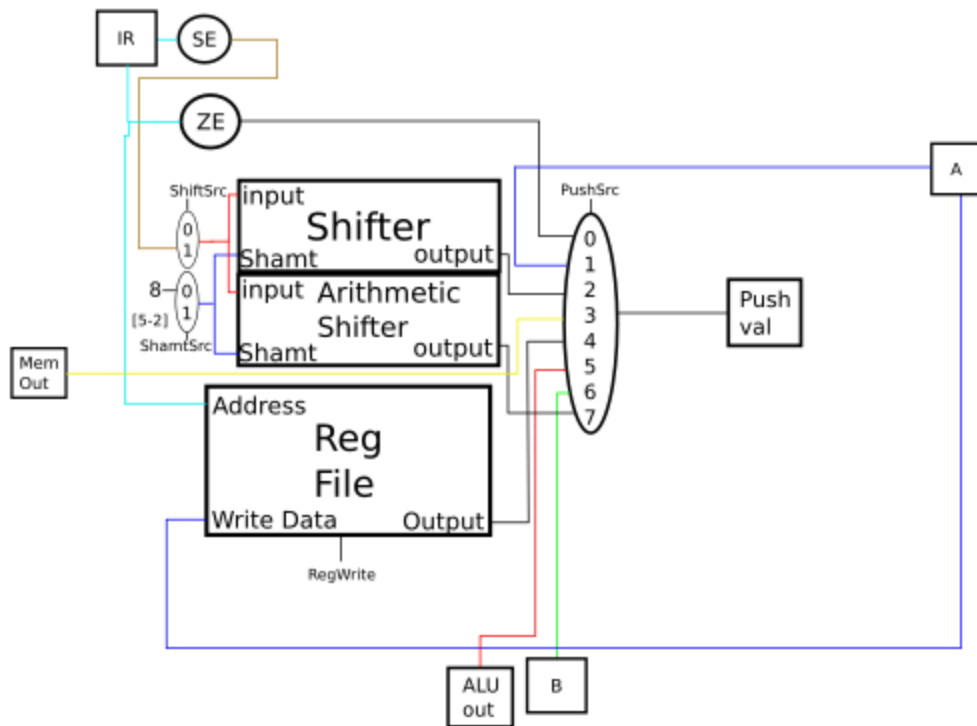 IR
SE
ZE
A
ShiftSrc
PushSrc
input
Shifter
0
1
Shamt
output
0
1
2
3
4
5
6
7
8
0
1
[5-2]
ShamtSrc
input
Arithmetic
Shifter
Shamt
output
Push
val
Mem
Out
Address
Reg
File
Write Data
Output
RegWrite
ALU
out
B